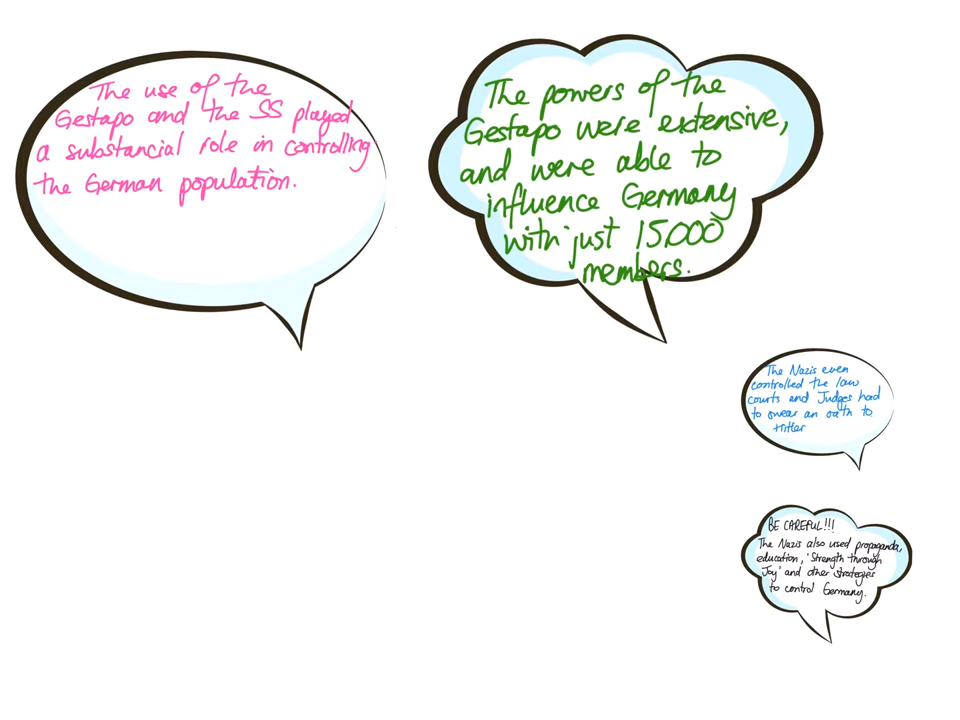 The use of the
Gestapo and the SS played
a substancial role in controlling
the German population.
The powers of the
Gestapo were extensive,
and were able to
influence Germany
with just 15000
members.
The Nazis even
controlled the law
courts and Judges had
to swear an oath to
Hitler
BE CAREFUL!!!
The Nazis also used propaganda,
education, 'Strength through
Joy' and other strategies
to control Germany.